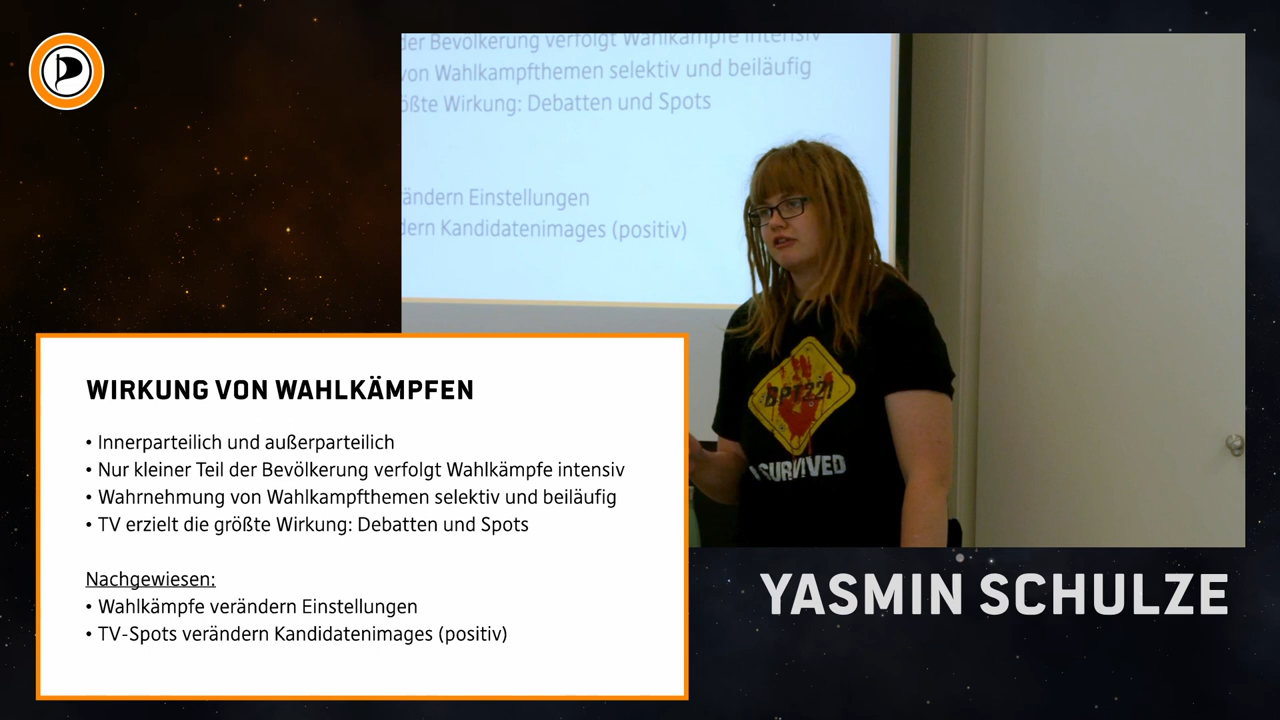 der Bevölkerung verfolgt Wahlkämpfe intensiv
von Wahlkampfthemen selektiv und beiläufig
ößte Wirkung: Debatten und Spots
ändern Einstellungen
dern Kandidatenimages (positiv)
BPT221
I SURVIVED
WIRKUNG VON WAHLKÄMPFEN
• Innerparteilich und außerparteilich
• Nur kleiner Teil der Bevölkerung verfolgt Wahlkämpfe intensiv
• Wahrnehmung von Wahlkampfthemen selektiv und beiläufig
• TV erzielt die größte Wirkung: Debatten und Spots
Nachgewiesen:
• Wahlkämpfe verändern Einstellungen
• TV-Spots verändern Kandidatenimages (positiv)
YASMIN SCHULZE